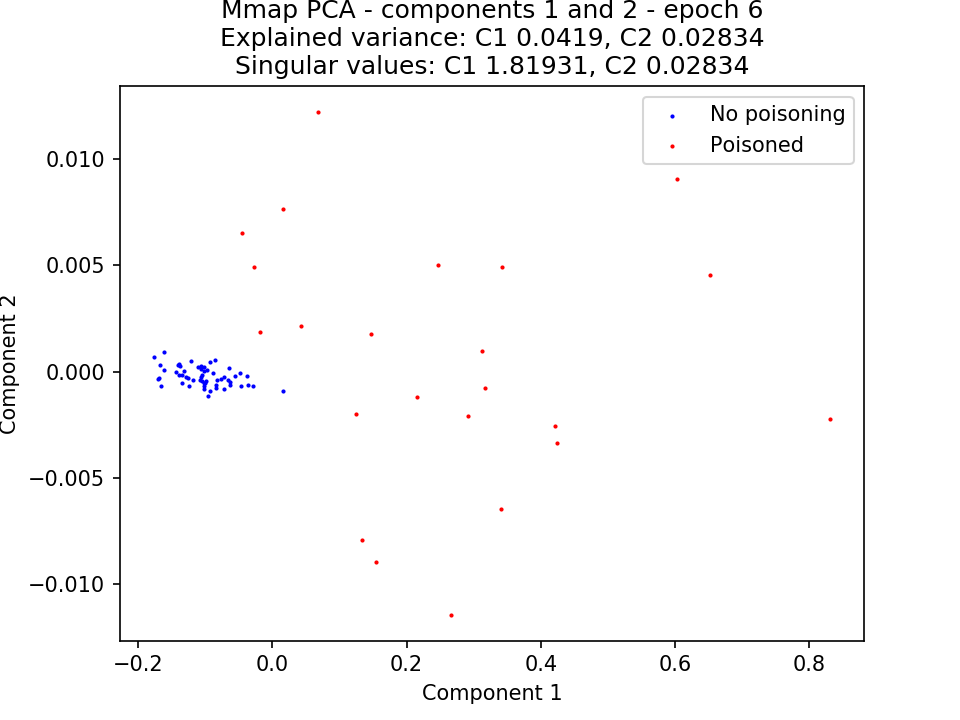 Mmap PCA - components 1 and 2 - epoch 6
Explained variance: C1 0.0419, C2 0.02834
Singular values: C1 1.81931, C2 0.02834
No poisoning
Poisoned
Component 2
0.010
0.005
0.000
−0.005
−0.010
−0.2
0.0
0.2
0.4
0.6
0.8
Component 1